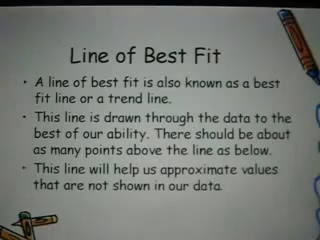 Line of Best Fit
• A line of best fit is also known as a best
fit line or a trend line.
• This line is drawn through the data to the
best of our ability. There should be about
as many points above the line as below.
• This line will help us approximate values
that are not shown in our data.